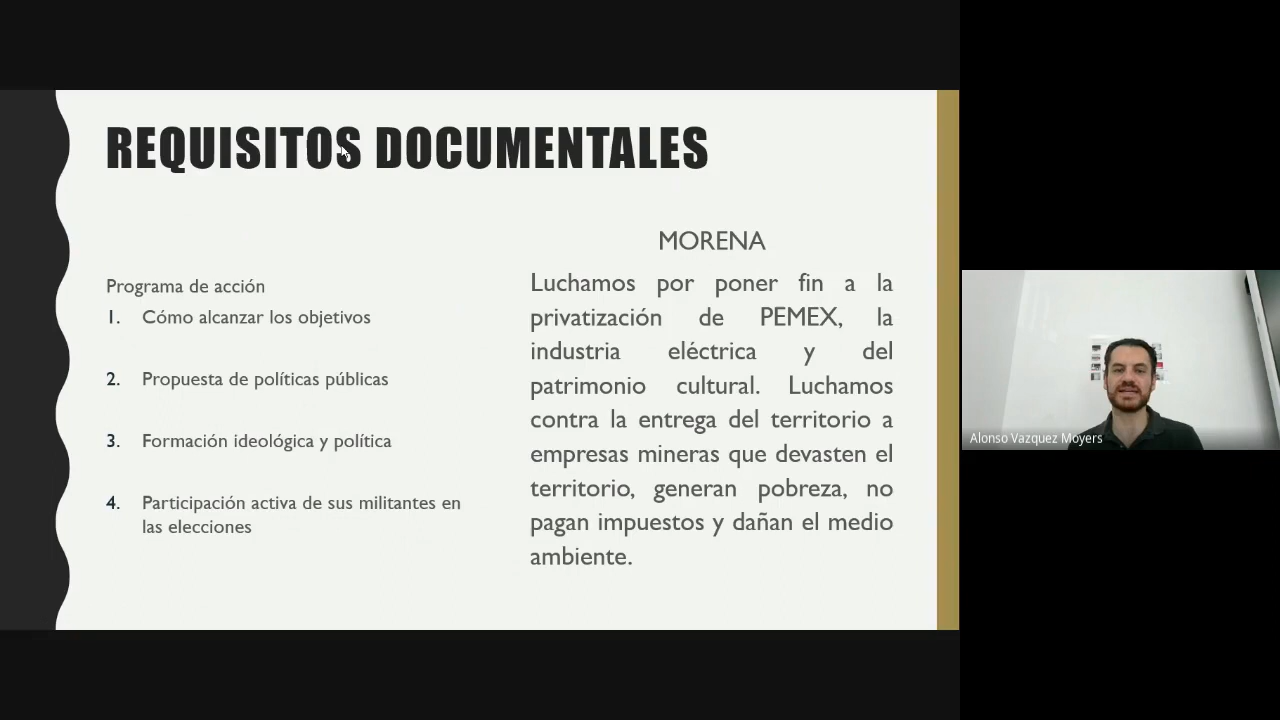 REQUISITOS DOCUMENTALES
Programa de acción
1. Cómo alcanzar los objetivos
2. Propuesta de políticas públicas
3. Formación ideológica y política
4. Participación activa de sus militantes en
las elecciones
MORENA
Luchamos por poner fin a la
privatización de PEMEX, la
industria eléctrica y del
patrimonio cultural. Luchamos
contra la entrega del territorio a
empresas mineras que devasten el
territorio, generan pobreza, no
pagan impuestos y dañan el medio
ambiente.
Alonso Vazquez Moyers